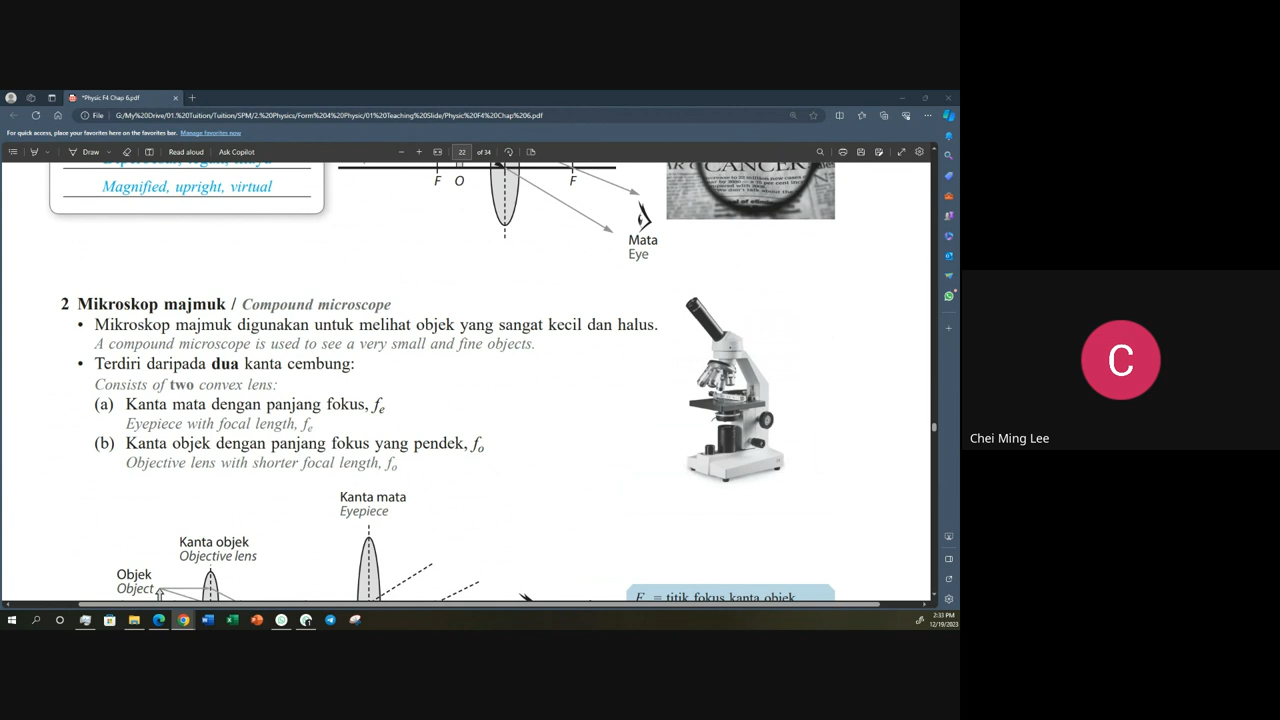 *Physic F4 Chap 6.pdf
File
G:/My%20Drive/01.%20Tuition/Tuition/SPM/2.%20Physics/Form%204%20Physic/01%20Teaching%20Slide/Physic%20F4%20Chap%206.pdf
For quick access, place your favorites here on the favorites bar. Manage favorites now
Draw
Read aloud
Ask Copilot
22 of 34
Magnified, upright, virtual
F O F
CANCER
Mata
Eye
2 Mikroskop majmuk / Compound microscope
• Mikroskop majmuk digunakan untuk melihat objek yang sangat kecil dan halus.
A compound microscope is used to see a very small and fine objects.
• Terdiri daripada dua kanta cembung:
Consists of two convex lens:
(a) Kanta mata dengan panjang fokus, fe
Eyepiece with focal length, fe
(b) Kanta objek dengan panjang fokus yang pendek, fo
Objective lens with shorter focal length, fo
Kanta mata
Eyepiece
Kanta objek
Objective lens
Objek
Object
= titik fokus kanta objek
C
Chei Ming Lee
2:33 PM
12/19/2023